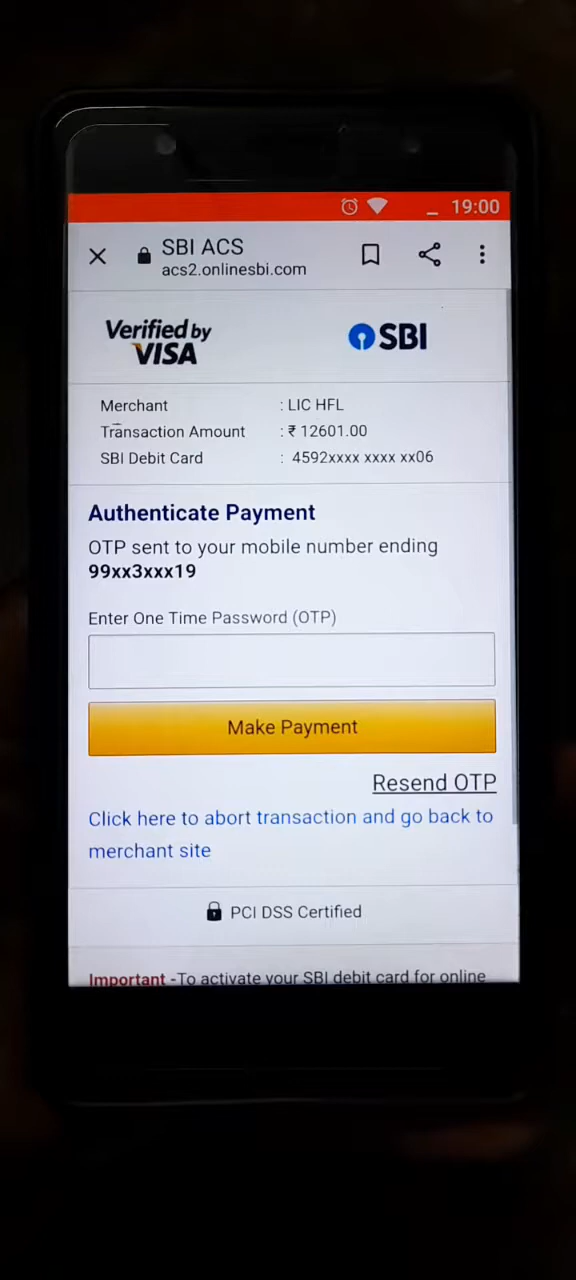 19:00
SBI ACS
acs2.onlinesbi.com
Verified by
VISA
SBI
Merchant : LIC HFL
Transaction Amount : ₹ 12601.00
SBI Debit Card : 4592xxxx xxxx xx06
Authenticate Payment
OTP sent to your mobile number ending
99xx3xxx19
Enter One Time Password (OTP)
Make Payment
Resend OTP
Click here to abort transaction and go back to
merchant site
PCI DSS Certified
Important -To activate your SBI debit card for online